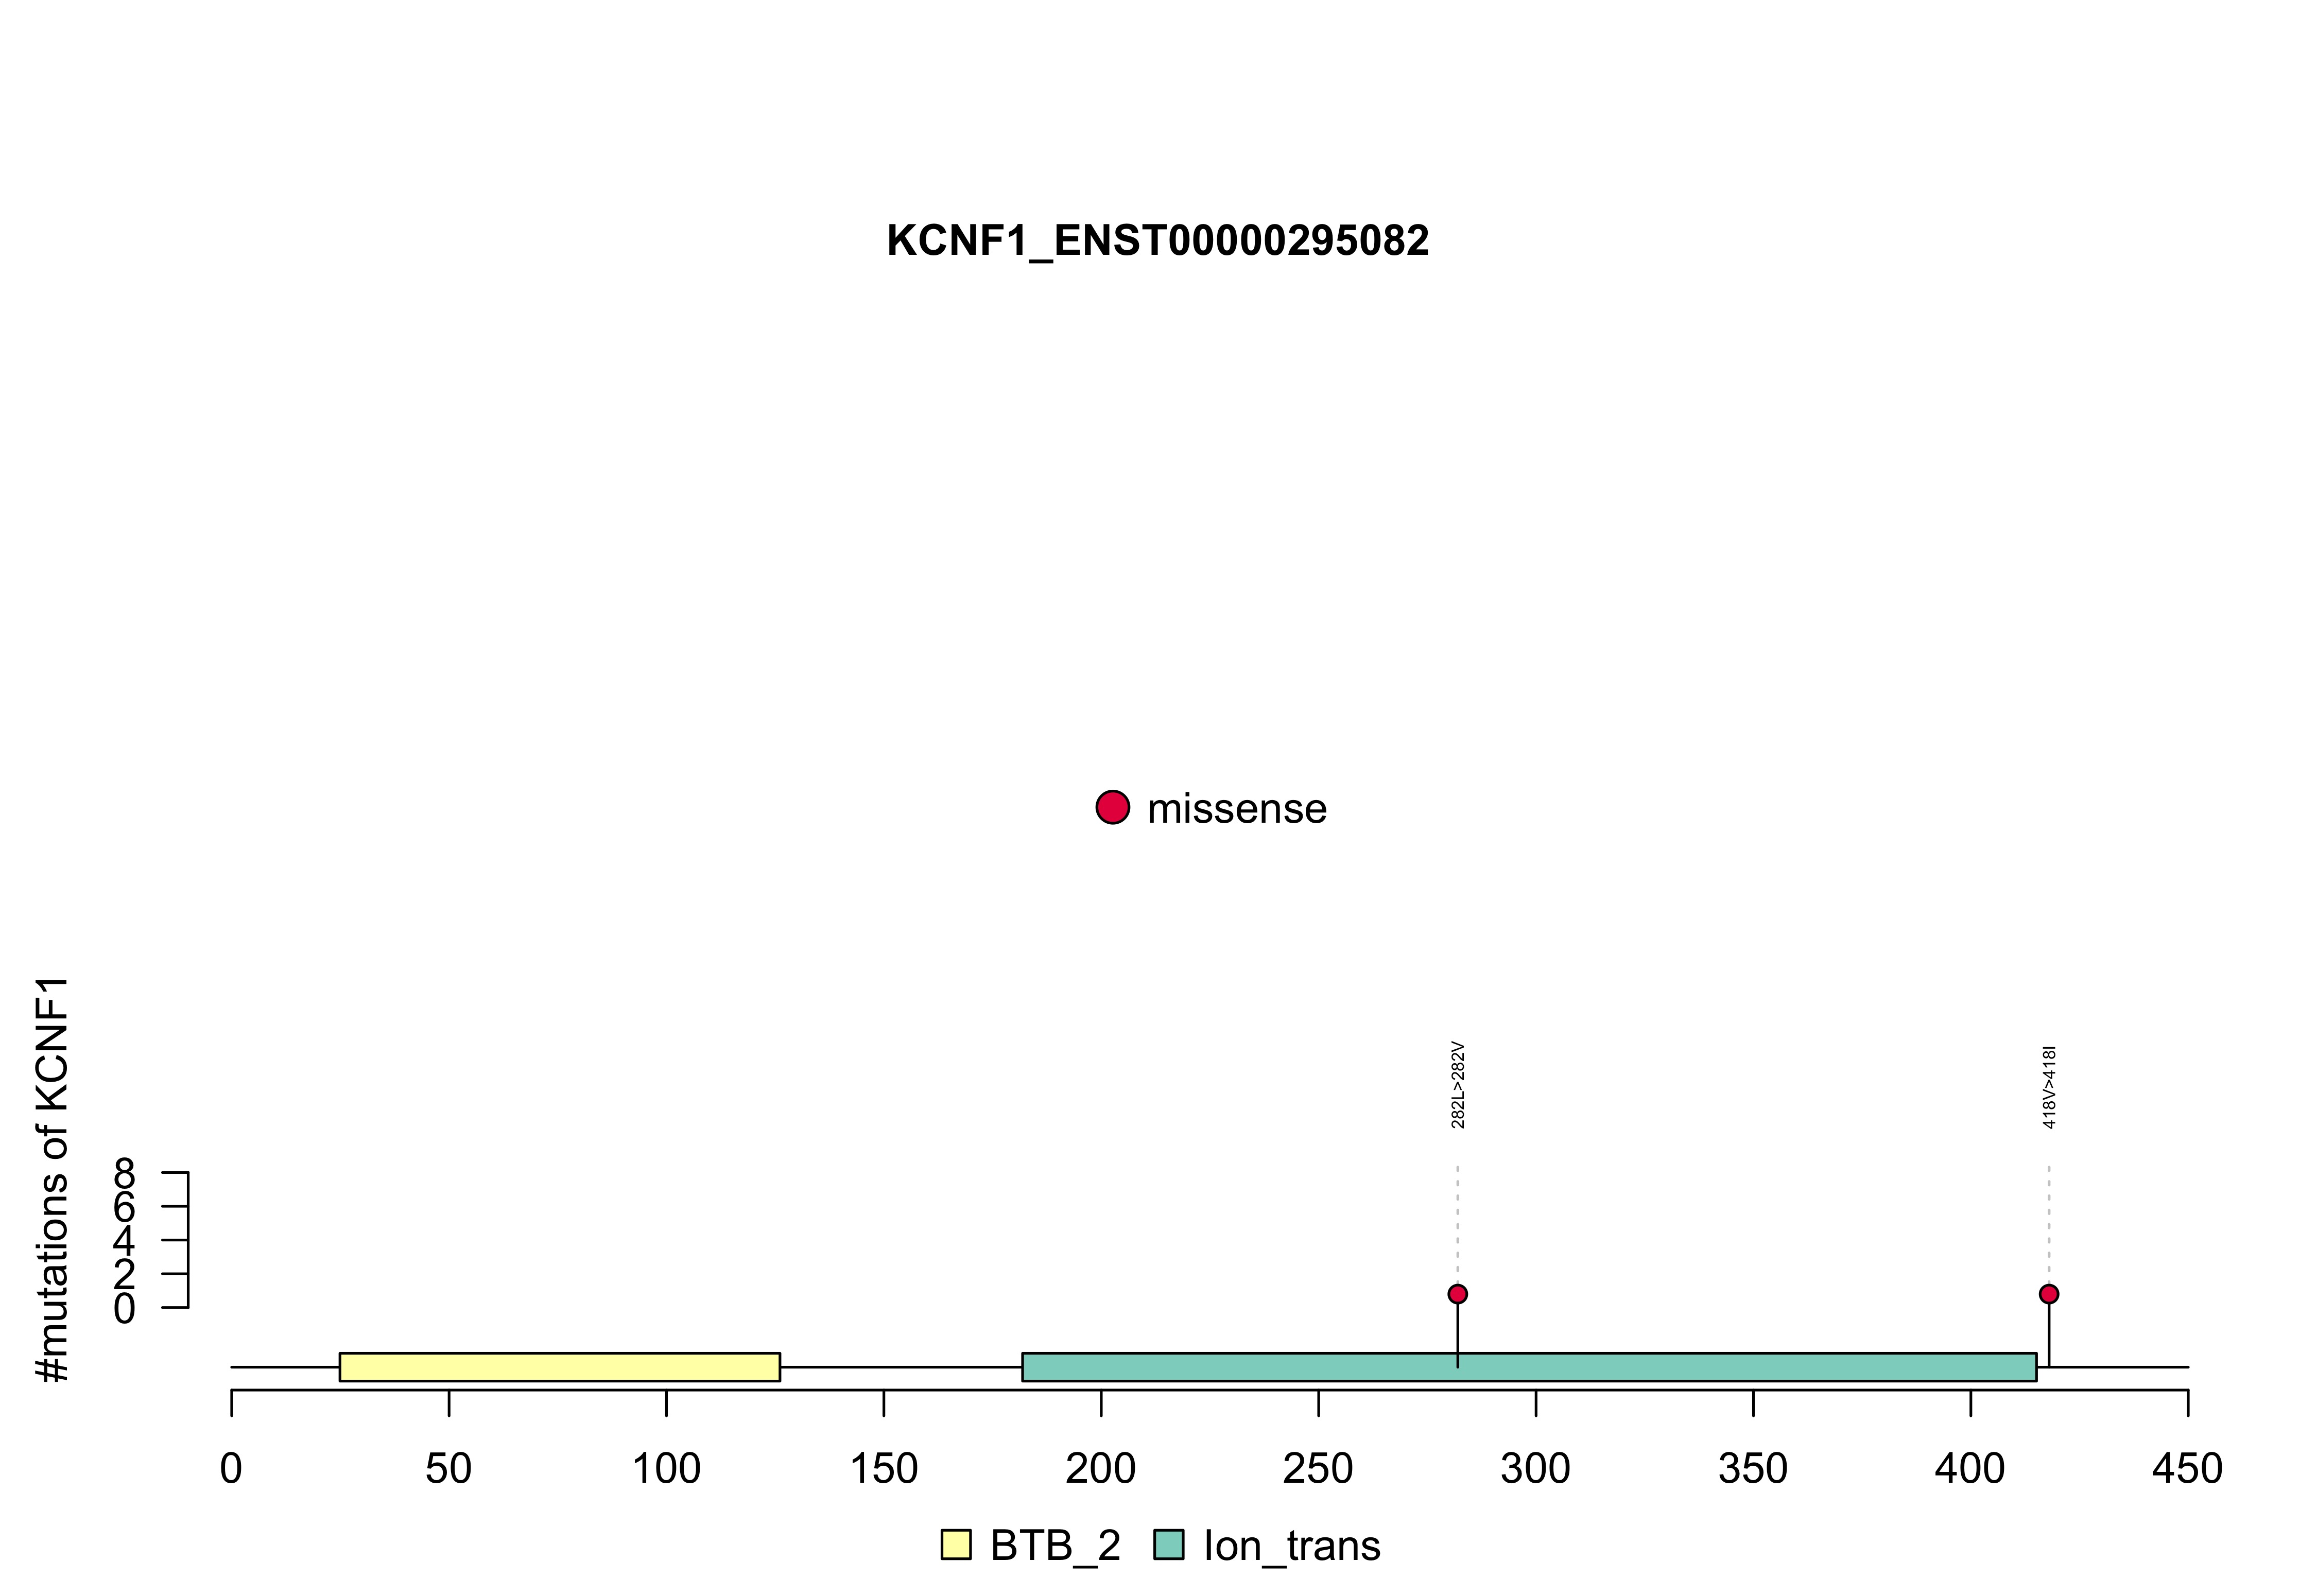 KCNF1_ENST00000295082
missense
#mutations of KCNF1
282L>282V
418V>418I
8
6
4
2
0
0 50 100 150 200 250 300 350 400 450
BTB_2 Ion_trans